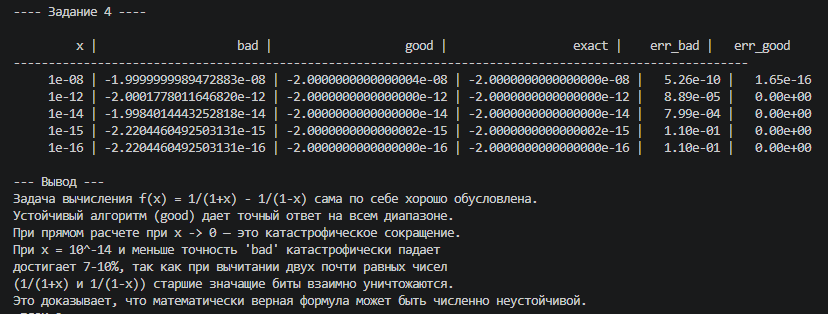 ---- Задание 4 ----
x | bad | good | exact | err_bad | err_good
---------------------------------------------------------------------------------------------------------
1e-08 | -1.9999999989472883e-08 | -2.0000000000000004e-08 | -2.0000000000000000e-08 | 5.26e-10 | 1.65e-16
1e-12 | -2.0001778011646820e-12 | -2.0000000000000000e-12 | -2.0000000000000000e-12 | 8.89e-05 | 0.00e+00
1e-14 | -1.9984014443252818e-14 | -2.0000000000000000e-14 | -2.0000000000000000e-14 | 7.99e-04 | 0.00e+00
1e-15 | -2.2204460492503131e-15 | -2.0000000000000002e-15 | -2.0000000000000002e-15 | 1.10e-01 | 0.00e+00
1e-16 | -2.2204460492503131e-16 | -2.0000000000000000e-16 | -2.0000000000000000e-16 | 1.10e-01 | 0.00e+00
--- Вывод ---
Задача вычисления f(x) = 1/(1+x) - 1/(1-x) сама по себе хорошо обусловлена.
Устойчивый алгоритм (good) дает точный ответ на всем диапазоне.
При прямом расчете при x -> 0 — это катастрофическое сокращение.
При x = 10^-14 и меньше точность 'bad' катастрофически падает
достигает 7-10%, так как при вычитании двух почти равных чисел
(1/(1+x) и 1/(1-x)) старшие значащие биты взаимно уничтожаются.
Это доказывает, что математически верная формула может быть численно неустойчивой.